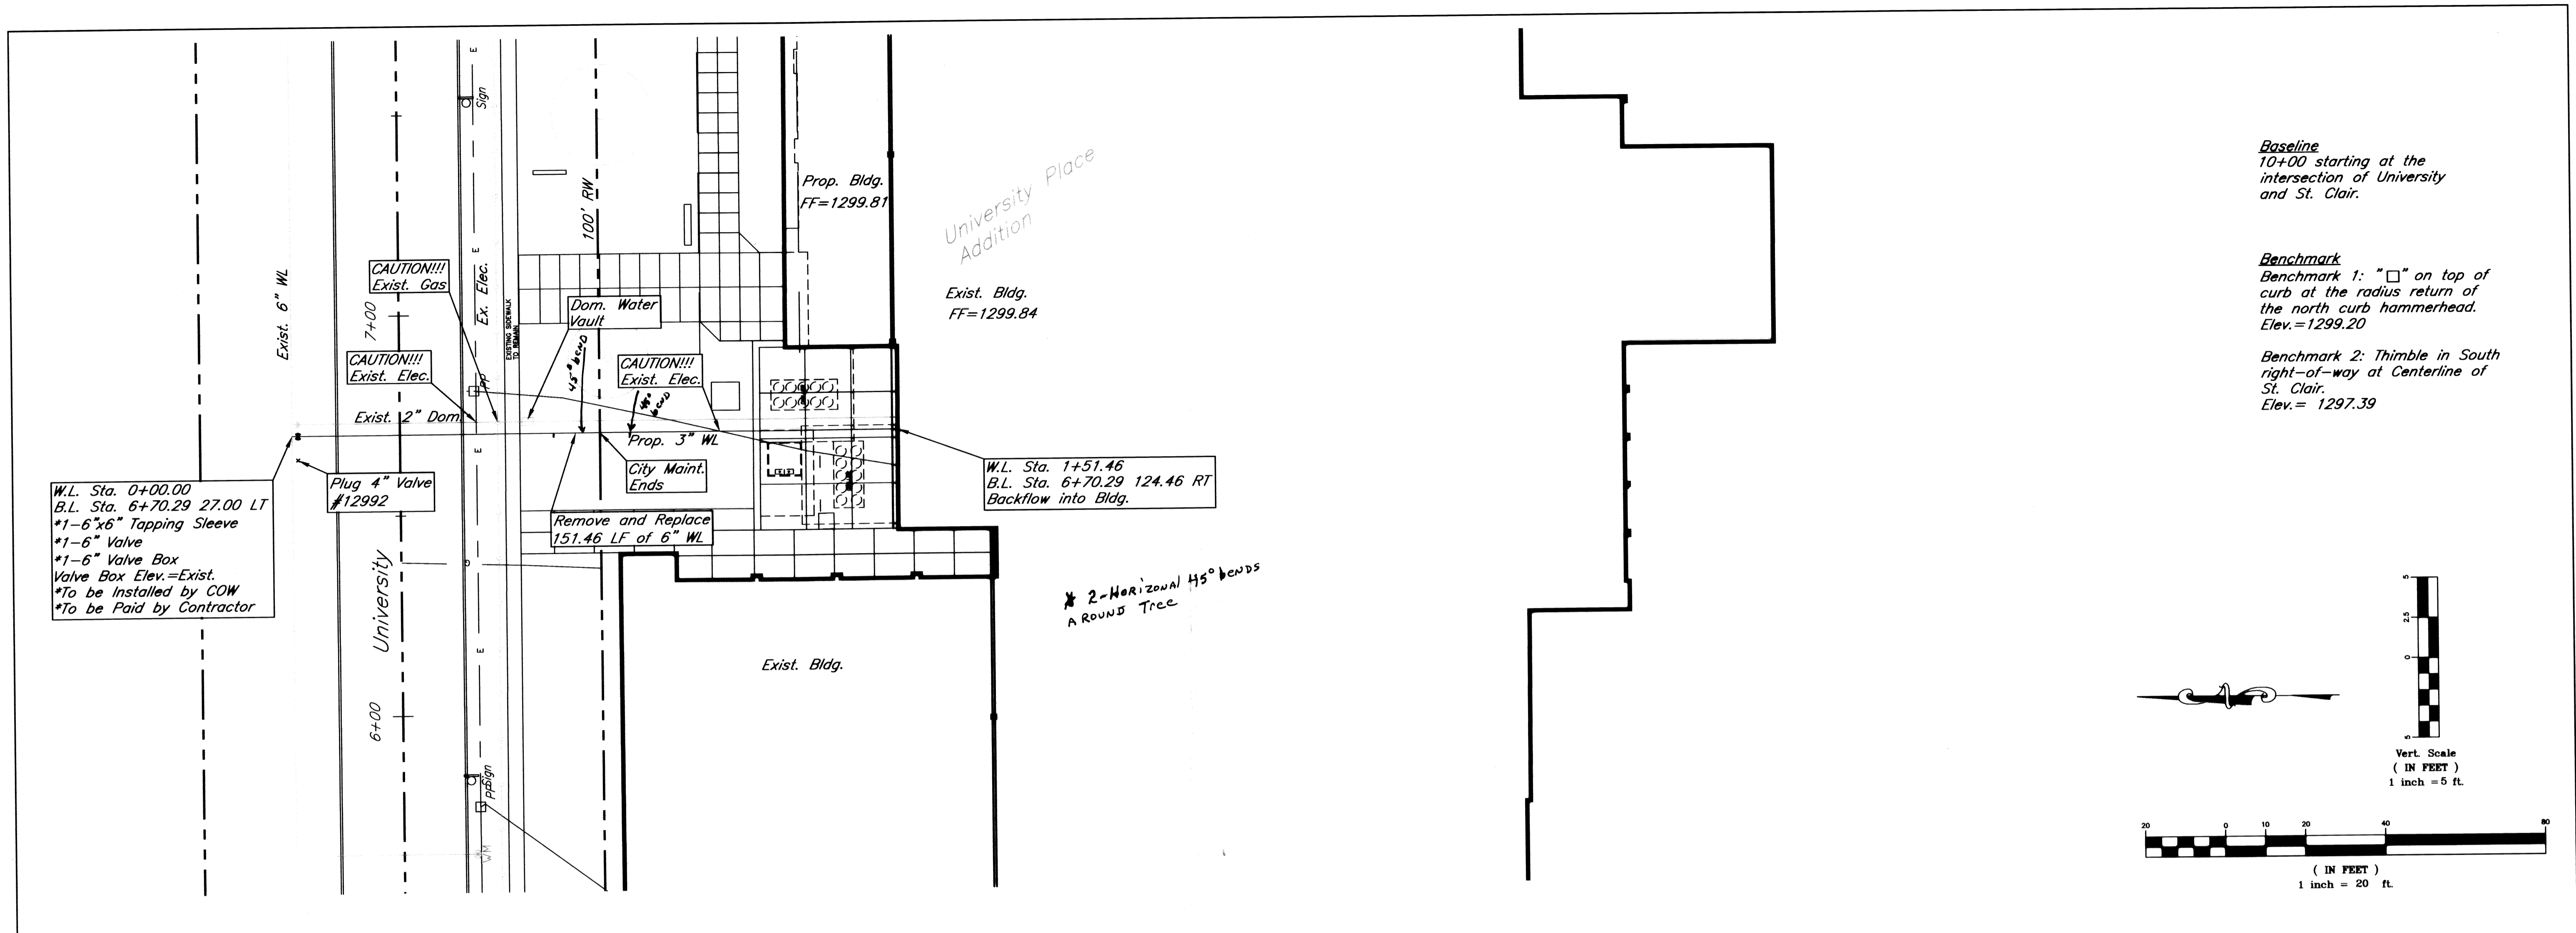 Sign
E
100' RW
Prop. Bldg.
FF=1299.81
University Place
Addition
Exist. Bldg.
FF=1299.84
Exist. 6" WL
7+00
CAUTION!!!
Exist. Gas
E
E
Ex. Elec.
EXISTING SIDEWALK
TO REMAIN
Dom. Water
Vault
45° bEND
CAUTION!!!
Exist. Elec.
PP
CAUTION!!!
Exist. Elec.
45°
bEND
Exist. 2" Dom.
Prop. 3" WL
City Maint.
Ends
E
Plug 4" Valve
#12992
W.L. Sta. 0+00.00
B.L. Sta. 6+70.29 27.00 LT
*1-6"x6" Tapping Sleeve
*1-6" Valve
*1-6" Valve Box
Valve Box Elev.=Exist.
*To be Installed by COW
*To be Paid by Contractor
Remove and Replace
151.46 LF of 6" WL
W.L. Sta. 1+51.46
B.L. Sta. 6+70.29 124.46 RT
Backflow into Bldg.
* 2-HORIZONAl 45° bENDS
AROUND Tree
University
E
Exist. Bldg.
6+00
Sign
PP
WM
Baseline
10+00 starting at the
intersection of University
and St. Clair.
Benchmark
Benchmark 1: "□" on top of
curb at the radius return of
the north curb hammerhead.
Elev.=1299.20
Benchmark 2: Thimble in South
right-of-way at Centerline of
St. Clair.
Elev.= 1297.39
5
2.5
0
5
Vert. Scale
( IN FEET )
1 inch =5 ft.
20 0 10 20 40 80
( IN FEET )
1 inch = 20 ft.